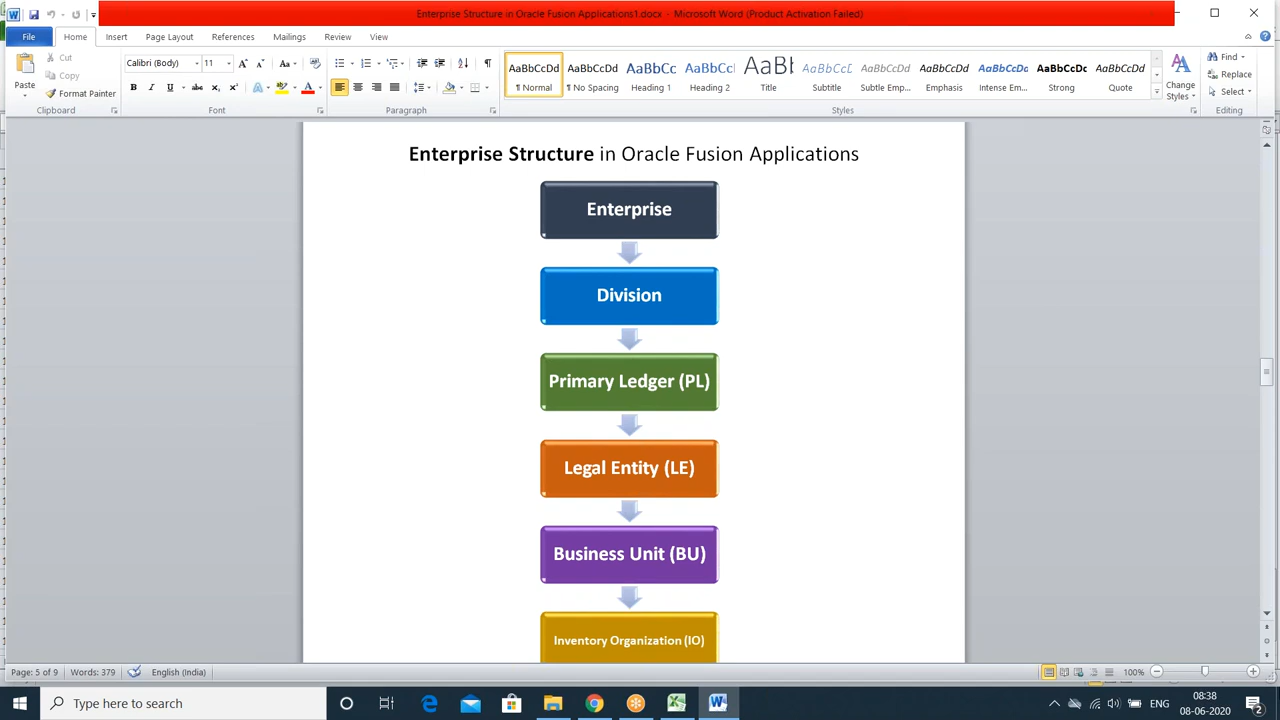 Enterprise Structure in Oracle Fusion Applications1.docx - Microsoft Word (Product Activation Failed)
File Home Insert Page Layout References Mailings Review View
Paste
Cut
Copy
Format Painter
Clipboard
Calibri (Body) 11
Font
Paragraph
AaBbCcDd AaBbCcDd AaBbCc AaBbCc AaBb AaBbCcD AaBbCcDd AaBbCcDd AaBbCcDd AaBbCcDd AaBbCcDd
¶ Normal ¶ No Spacing Heading 1 Heading 2 Title Subtitle Subtle Emp... Emphasis Intense Em... Strong Quote
Styles
Change Styles
Find
Replace
Select
Editing
Enterprise Structure in Oracle Fusion Applications
Enterprise
Division
Primary Ledger (PL)
Legal Entity (LE)
Business Unit (BU)
Inventory Organization (IO)
Page: 5 of 9 Words: 379 English (India) 100%
Type here to search
ENG
08:38
08-06-2020
2